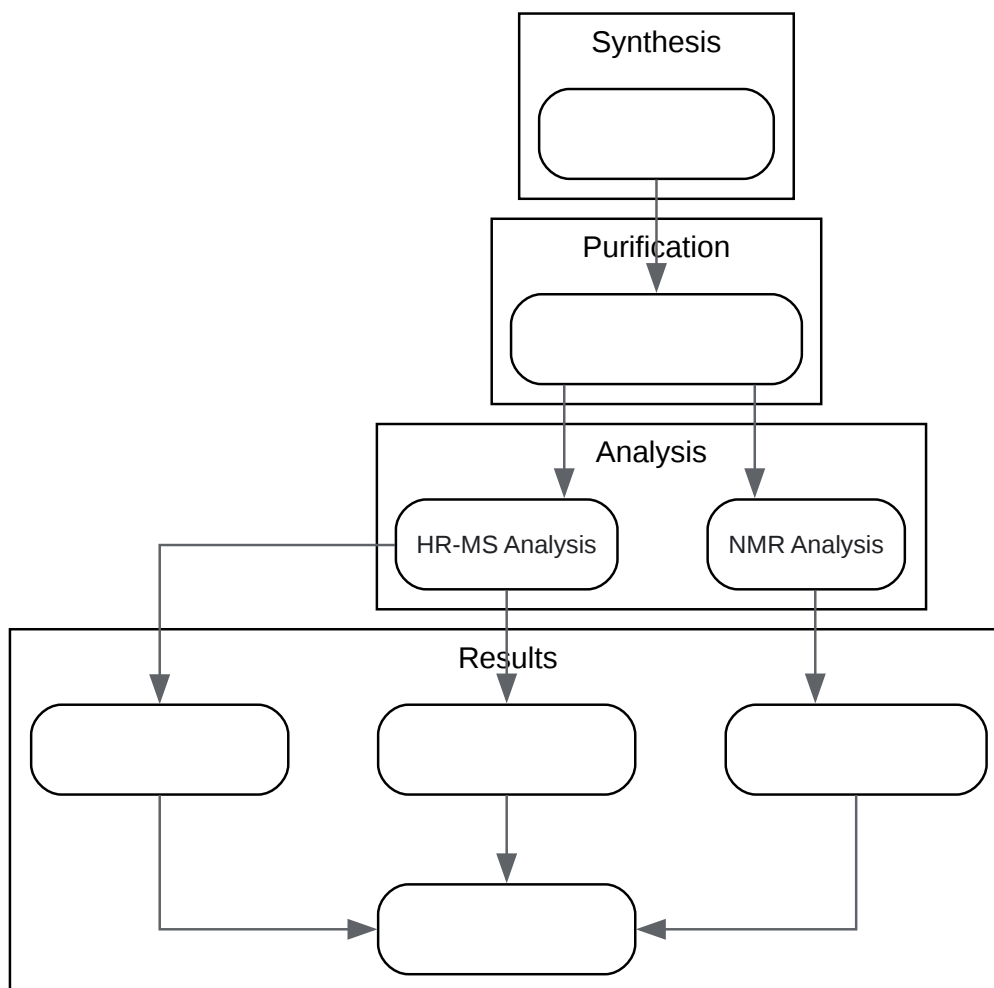 Synthesis
Purification
Analysis
HR-MS Analysis
NMR Analysis
Results